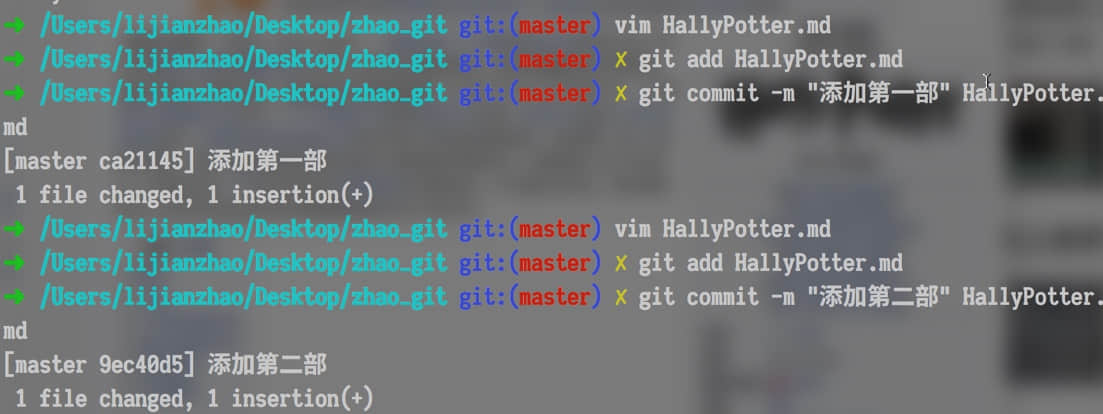 → /Users/lijianzhao/Desktop/zhao_git git:(master) vim HallyPotter.md
→ /Users/lijianzhao/Desktop/zhao_git git:(master) ✗ git add HallyPotter.md
→ /Users/lijianzhao/Desktop/zhao_git git:(master) ✗ git commit -m "添加第一部" HallyPotter.
md
[master ca21145] 添加第一部
 1 file changed, 1 insertion(+)
→ /Users/lijianzhao/Desktop/zhao_git git:(master) vim HallyPotter.md
→ /Users/lijianzhao/Desktop/zhao_git git:(master) ✗ git add HallyPotter.md
→ /Users/lijianzhao/Desktop/zhao_git git:(master) ✗ git commit -m "添加第二部" HallyPotter.
md
[master 9ec40d5] 添加第二部
 1 file changed, 1 insertion(+)